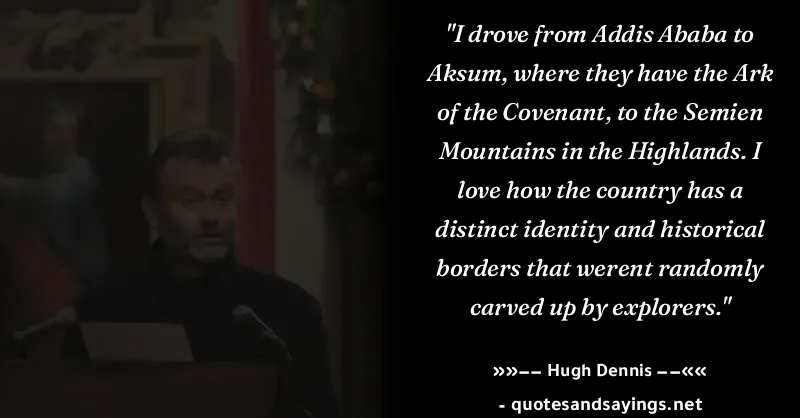 "I drove from Addis Ababa to
Aksum, where they have the Ark
of the Covenant, to the Semien
Mountains in the Highlands. I
love how the country has a
distinct identity and historical
borders that werent randomly
carved up by explorers."
»»−− Hugh Dennis −−««
- quotesandsayings.net